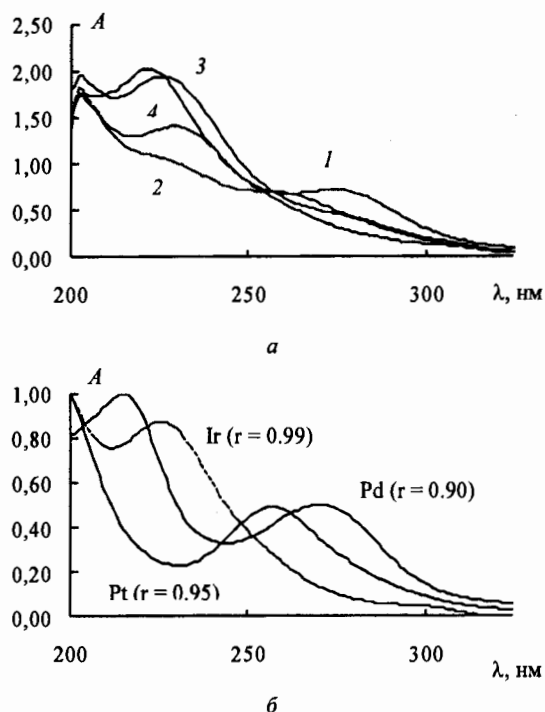 A
2,50
2,00
1,50
1,00
0,50
0,00
3
4
1
2
200
250
300
λ, нм
а
A
1,00
0,80
0,60
0,40
0,20
0,00
Ir (r = 0.99)
Pd (r = 0.90)
Pt (r = 0.95)
200
250
300
λ, нм
б